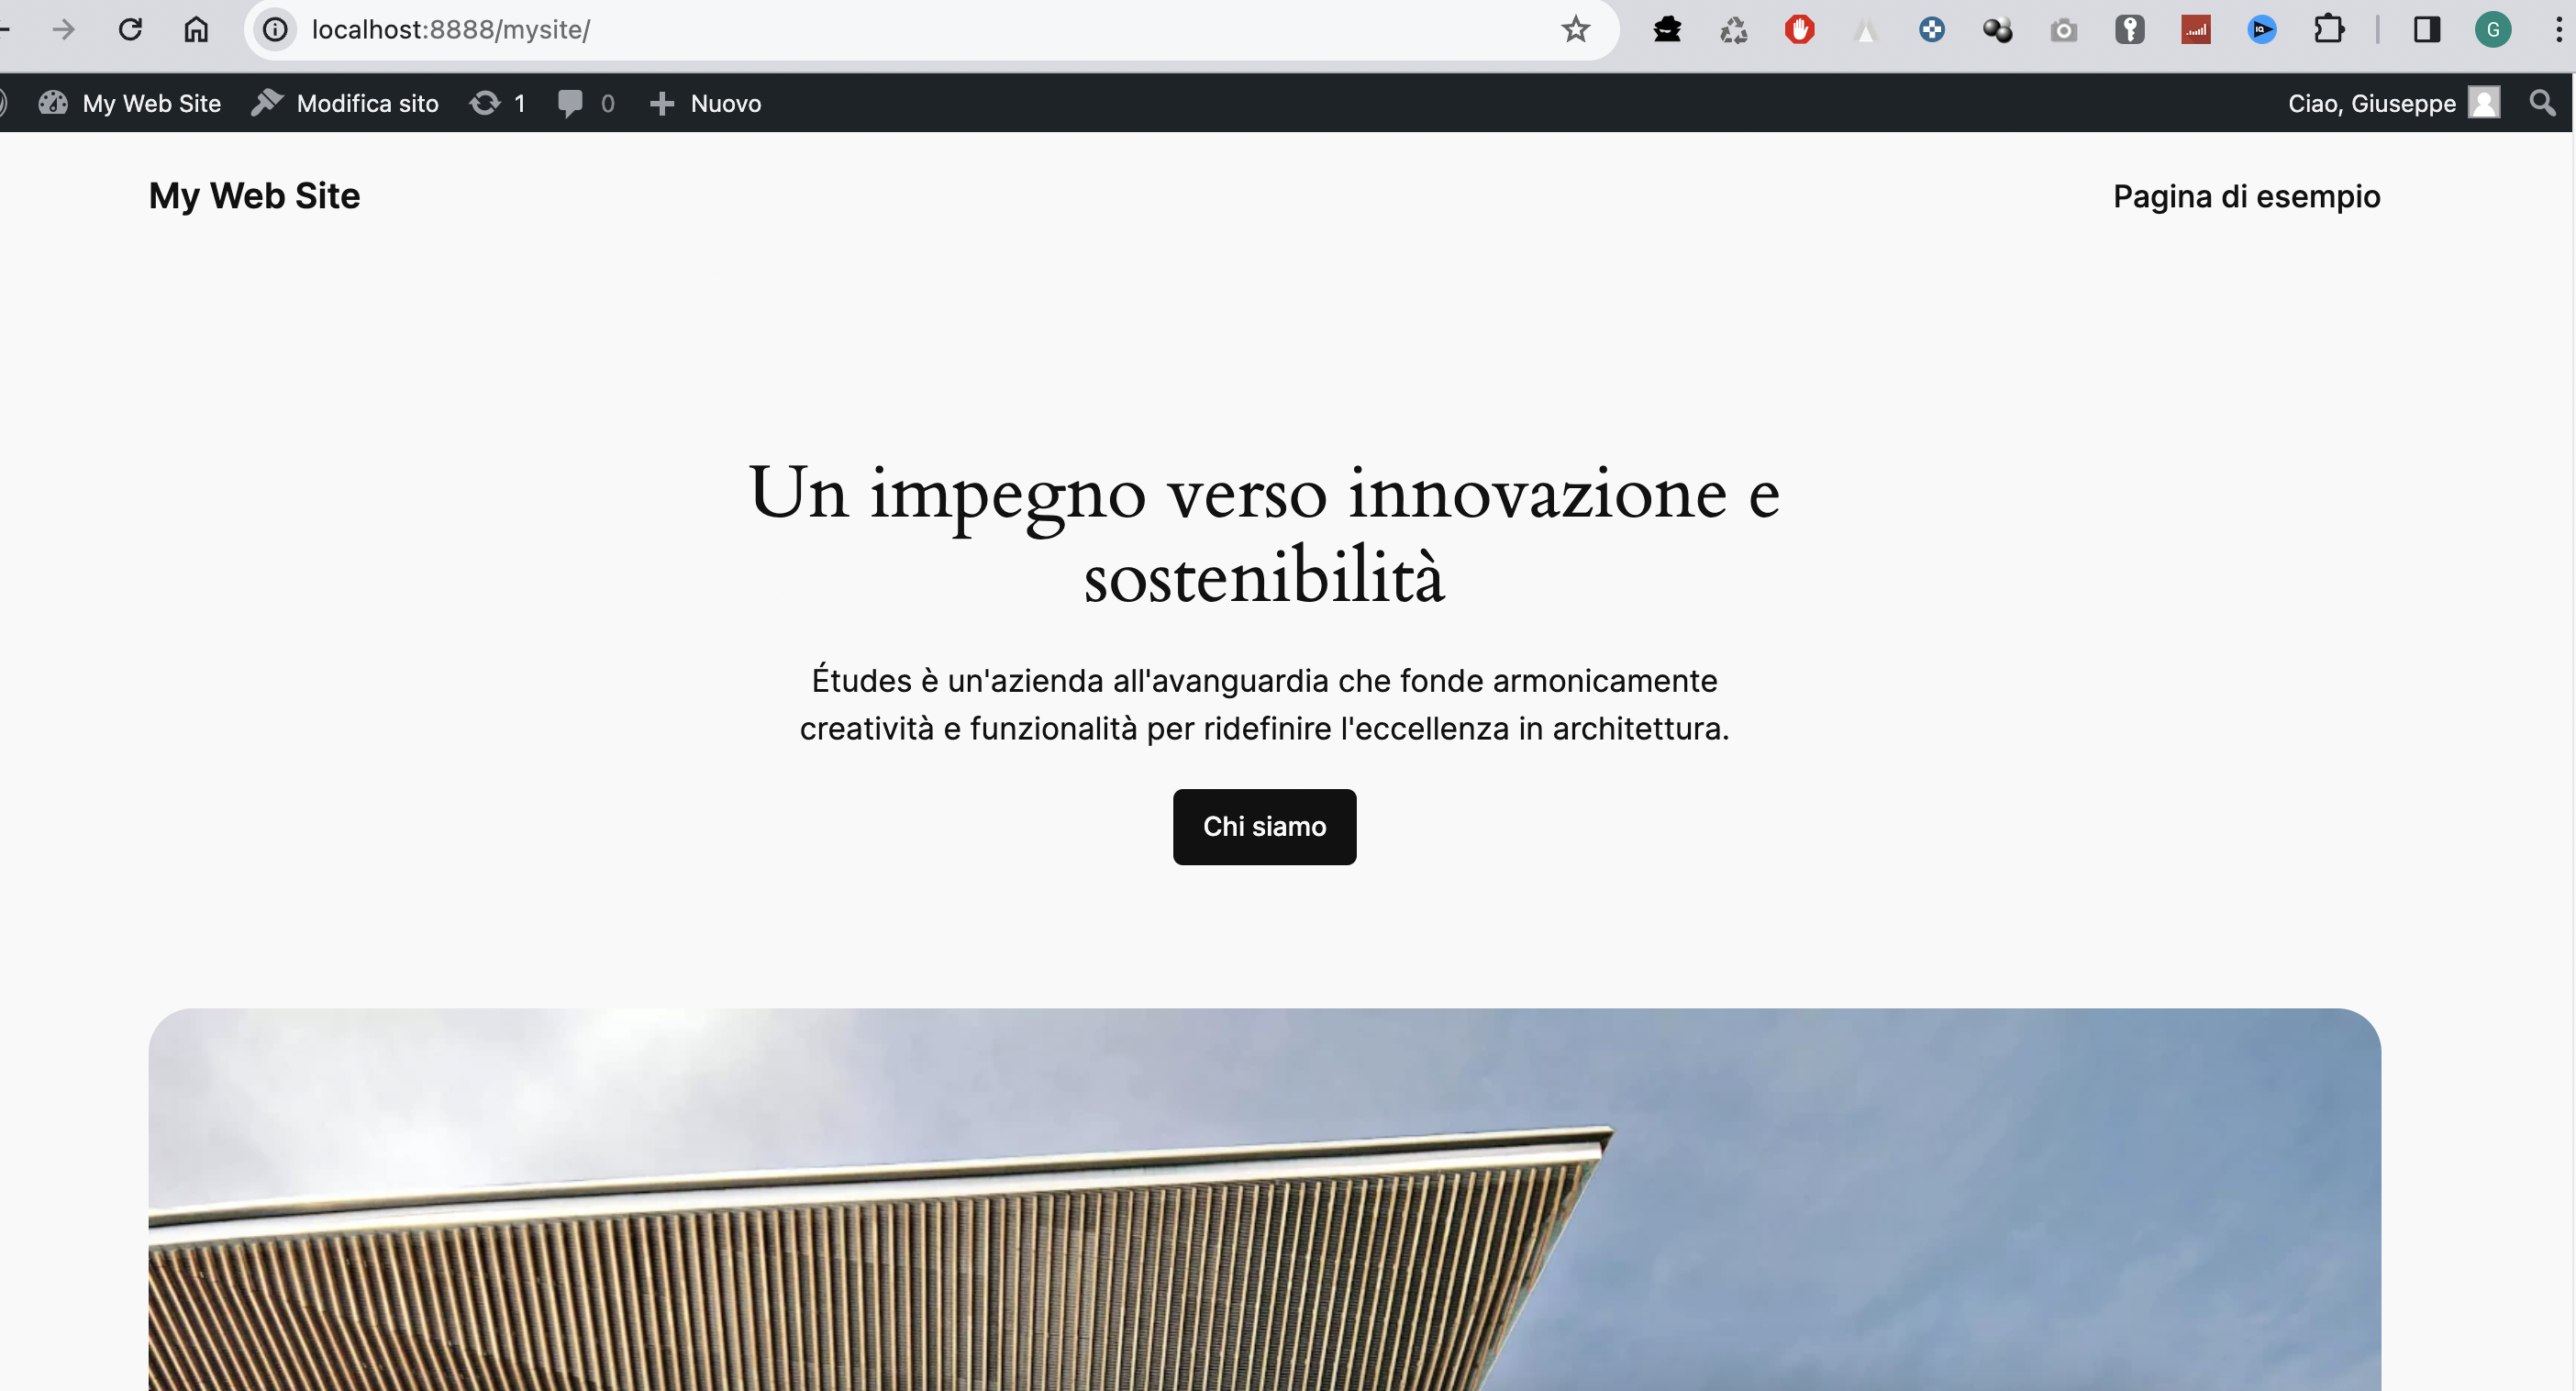 localhost:8888/mysite/
G
My Web Site Modifica sito 1 0 Nuovo Ciao, Giuseppe
My Web Site Pagina di esempio
Un impegno verso innovazione e
sostenibilità
Études è un'azienda all'avanguardia che fonde armonicamente
creatività e funzionalità per ridefinire l'eccellenza in architettura.
Chi siamo